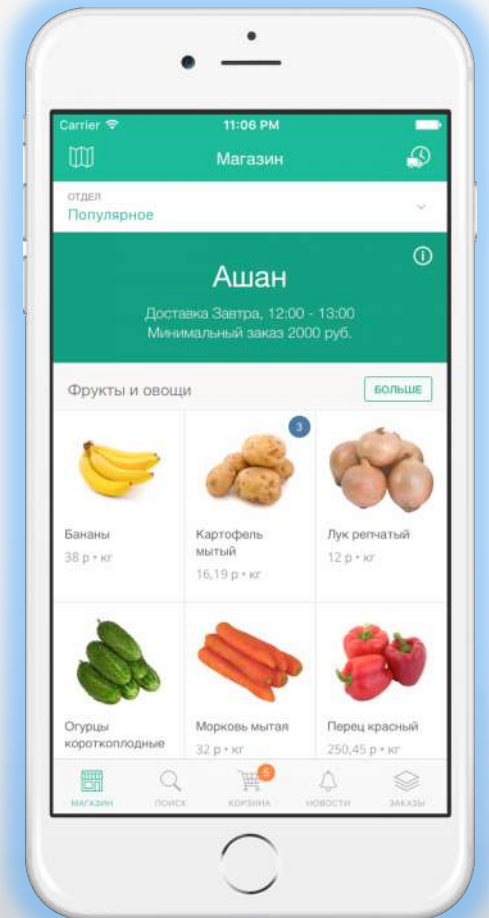 Carrier 11:06 PM
Магазин
ОТДЕЛ
Популярное
Ашан
Доставка Завтра, 12:00 - 13:00
Минимальный заказ 2000 руб.
Фрукты и овощи БОЛЬШЕ
3
Бананы
38 р • кг
Картофель
мытый
16,19 р • кг
Лук репчатый
12 р • кг
Огурцы
короткоплодные
Морковь мытая
32 р • кг
Перец красный
250,45 р • кг
5
МАГАЗИН ПОИСК КОРЗИНА НОВОСТИ ЗАКАЗЫ